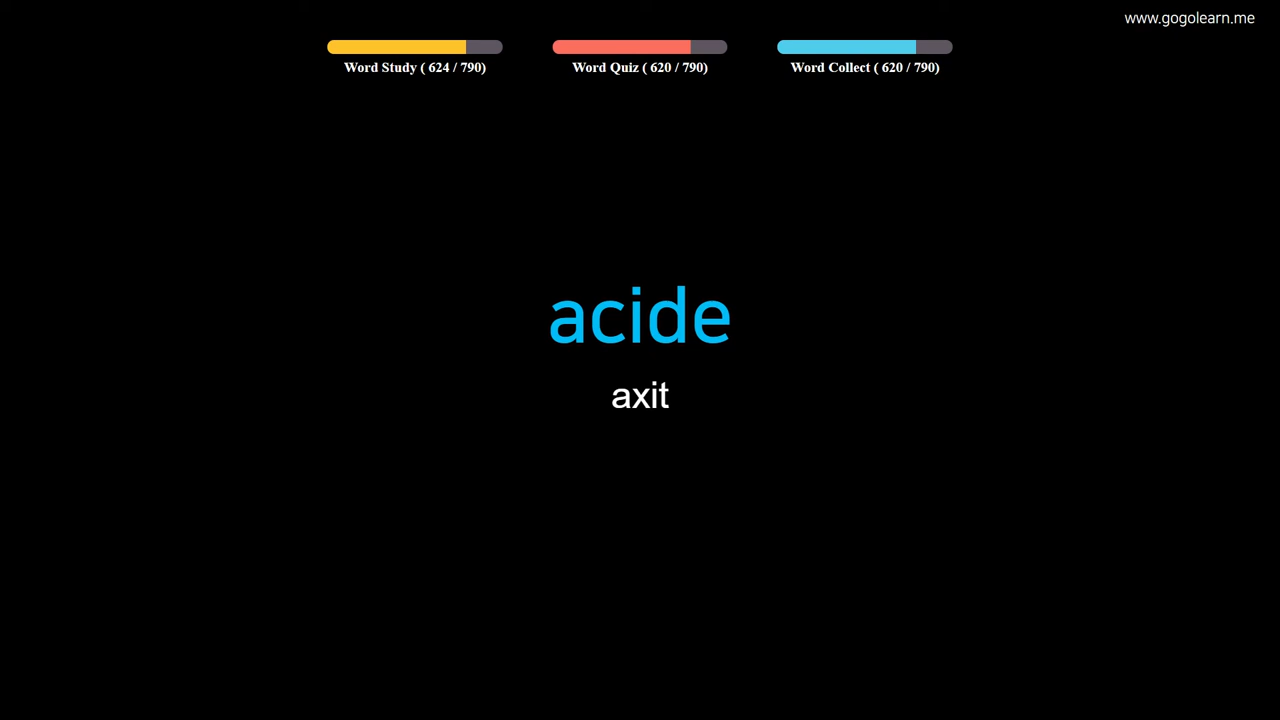 www.gogolearn.me
Word Study ( 624 / 790)
Word Quiz ( 620 / 790)
Word Collect ( 620 / 790)
acide
axit